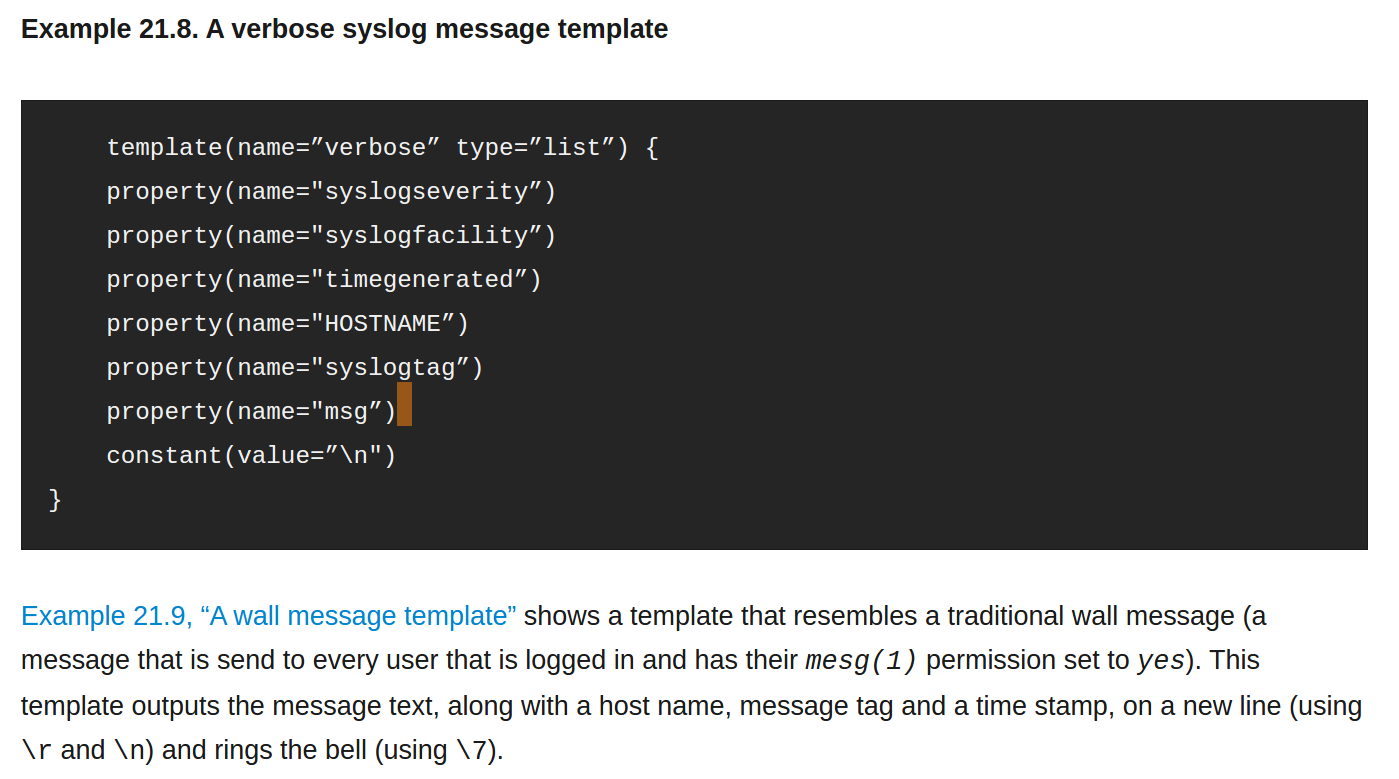 Example 21.8. A verbose syslog message template
template(name=”verbose” type=”list”) {
property(name="syslogseverity”)
property(name="syslogfacility”)
property(name="timegenerated”)
property(name="HOSTNAME”)
property(name="syslogtag”)
property(name="msg”)
constant(value=”\n")
}
Example 21.9, “A wall message template” shows a template that resembles a traditional wall message (a
message that is send to every user that is logged in and has their mesg(1) permission set to yes). This
template outputs the message text, along with a host name, message tag and a time stamp, on a new line (using
\r and \n) and rings the bell (using \7).